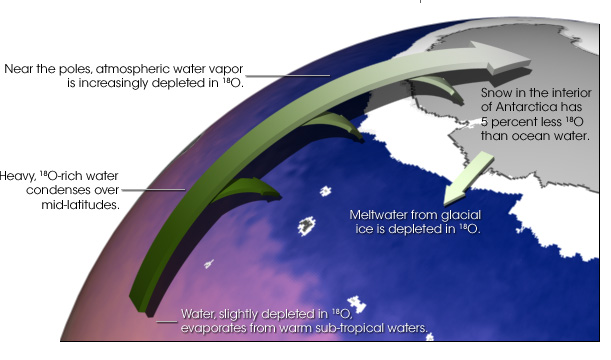 Near the poles, atmospheric water vapor
is increasingly depleted in ¹⁸O.
Snow in the interior
of Antarctica has
5 percent less ¹⁸O
than ocean water.
Heavy, ¹⁸O-rich water
condenses over
mid-latitudes.
Meltwater from glacial
ice is depleted in ¹⁸O.
Water, slightly depleted in ¹⁸O,
evaporates from warm sub-tropical waters.